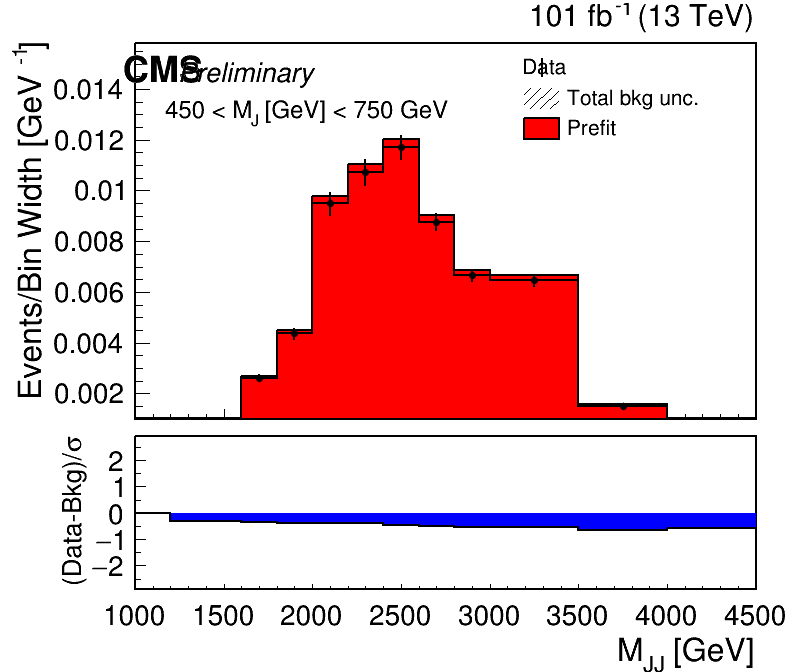 101 fb⁻¹ (13 TeV)
CMS Preliminary
450 < M_J [GeV] < 750 GeV
Data
Total bkg unc.
Prefit
Events/Bin Width [GeV⁻¹]
0.014
0.012
0.01
0.008
0.006
0.004
0.002
(Data-Bkg)/σ
2
1
0
−1
−2
1000 1500 2000 2500 3000 3500 4000 4500
M_JJ [GeV]